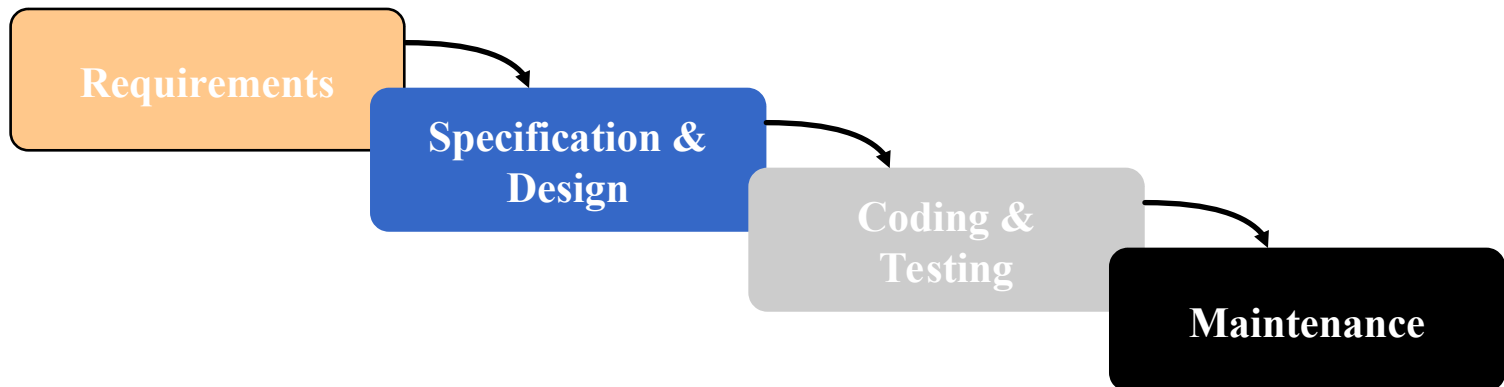 Requirements
Specification &
Design
Coding &
Testing
Maintenance